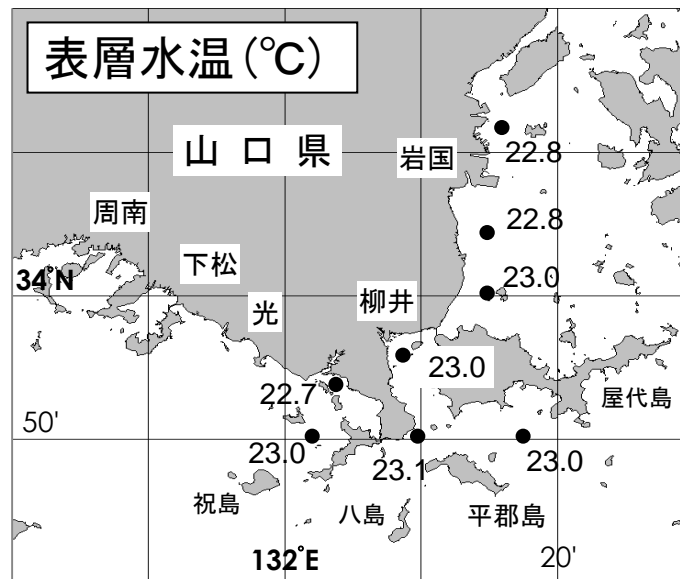 表層水温(℃)
山口県
岩国
22.8
周南
22.8
下松
34°N
23.0
光
柳井
23.0
22.7
屋代島
50'
23.0
23.1
23.0
祝島
八島
平郡島
132°E
20'